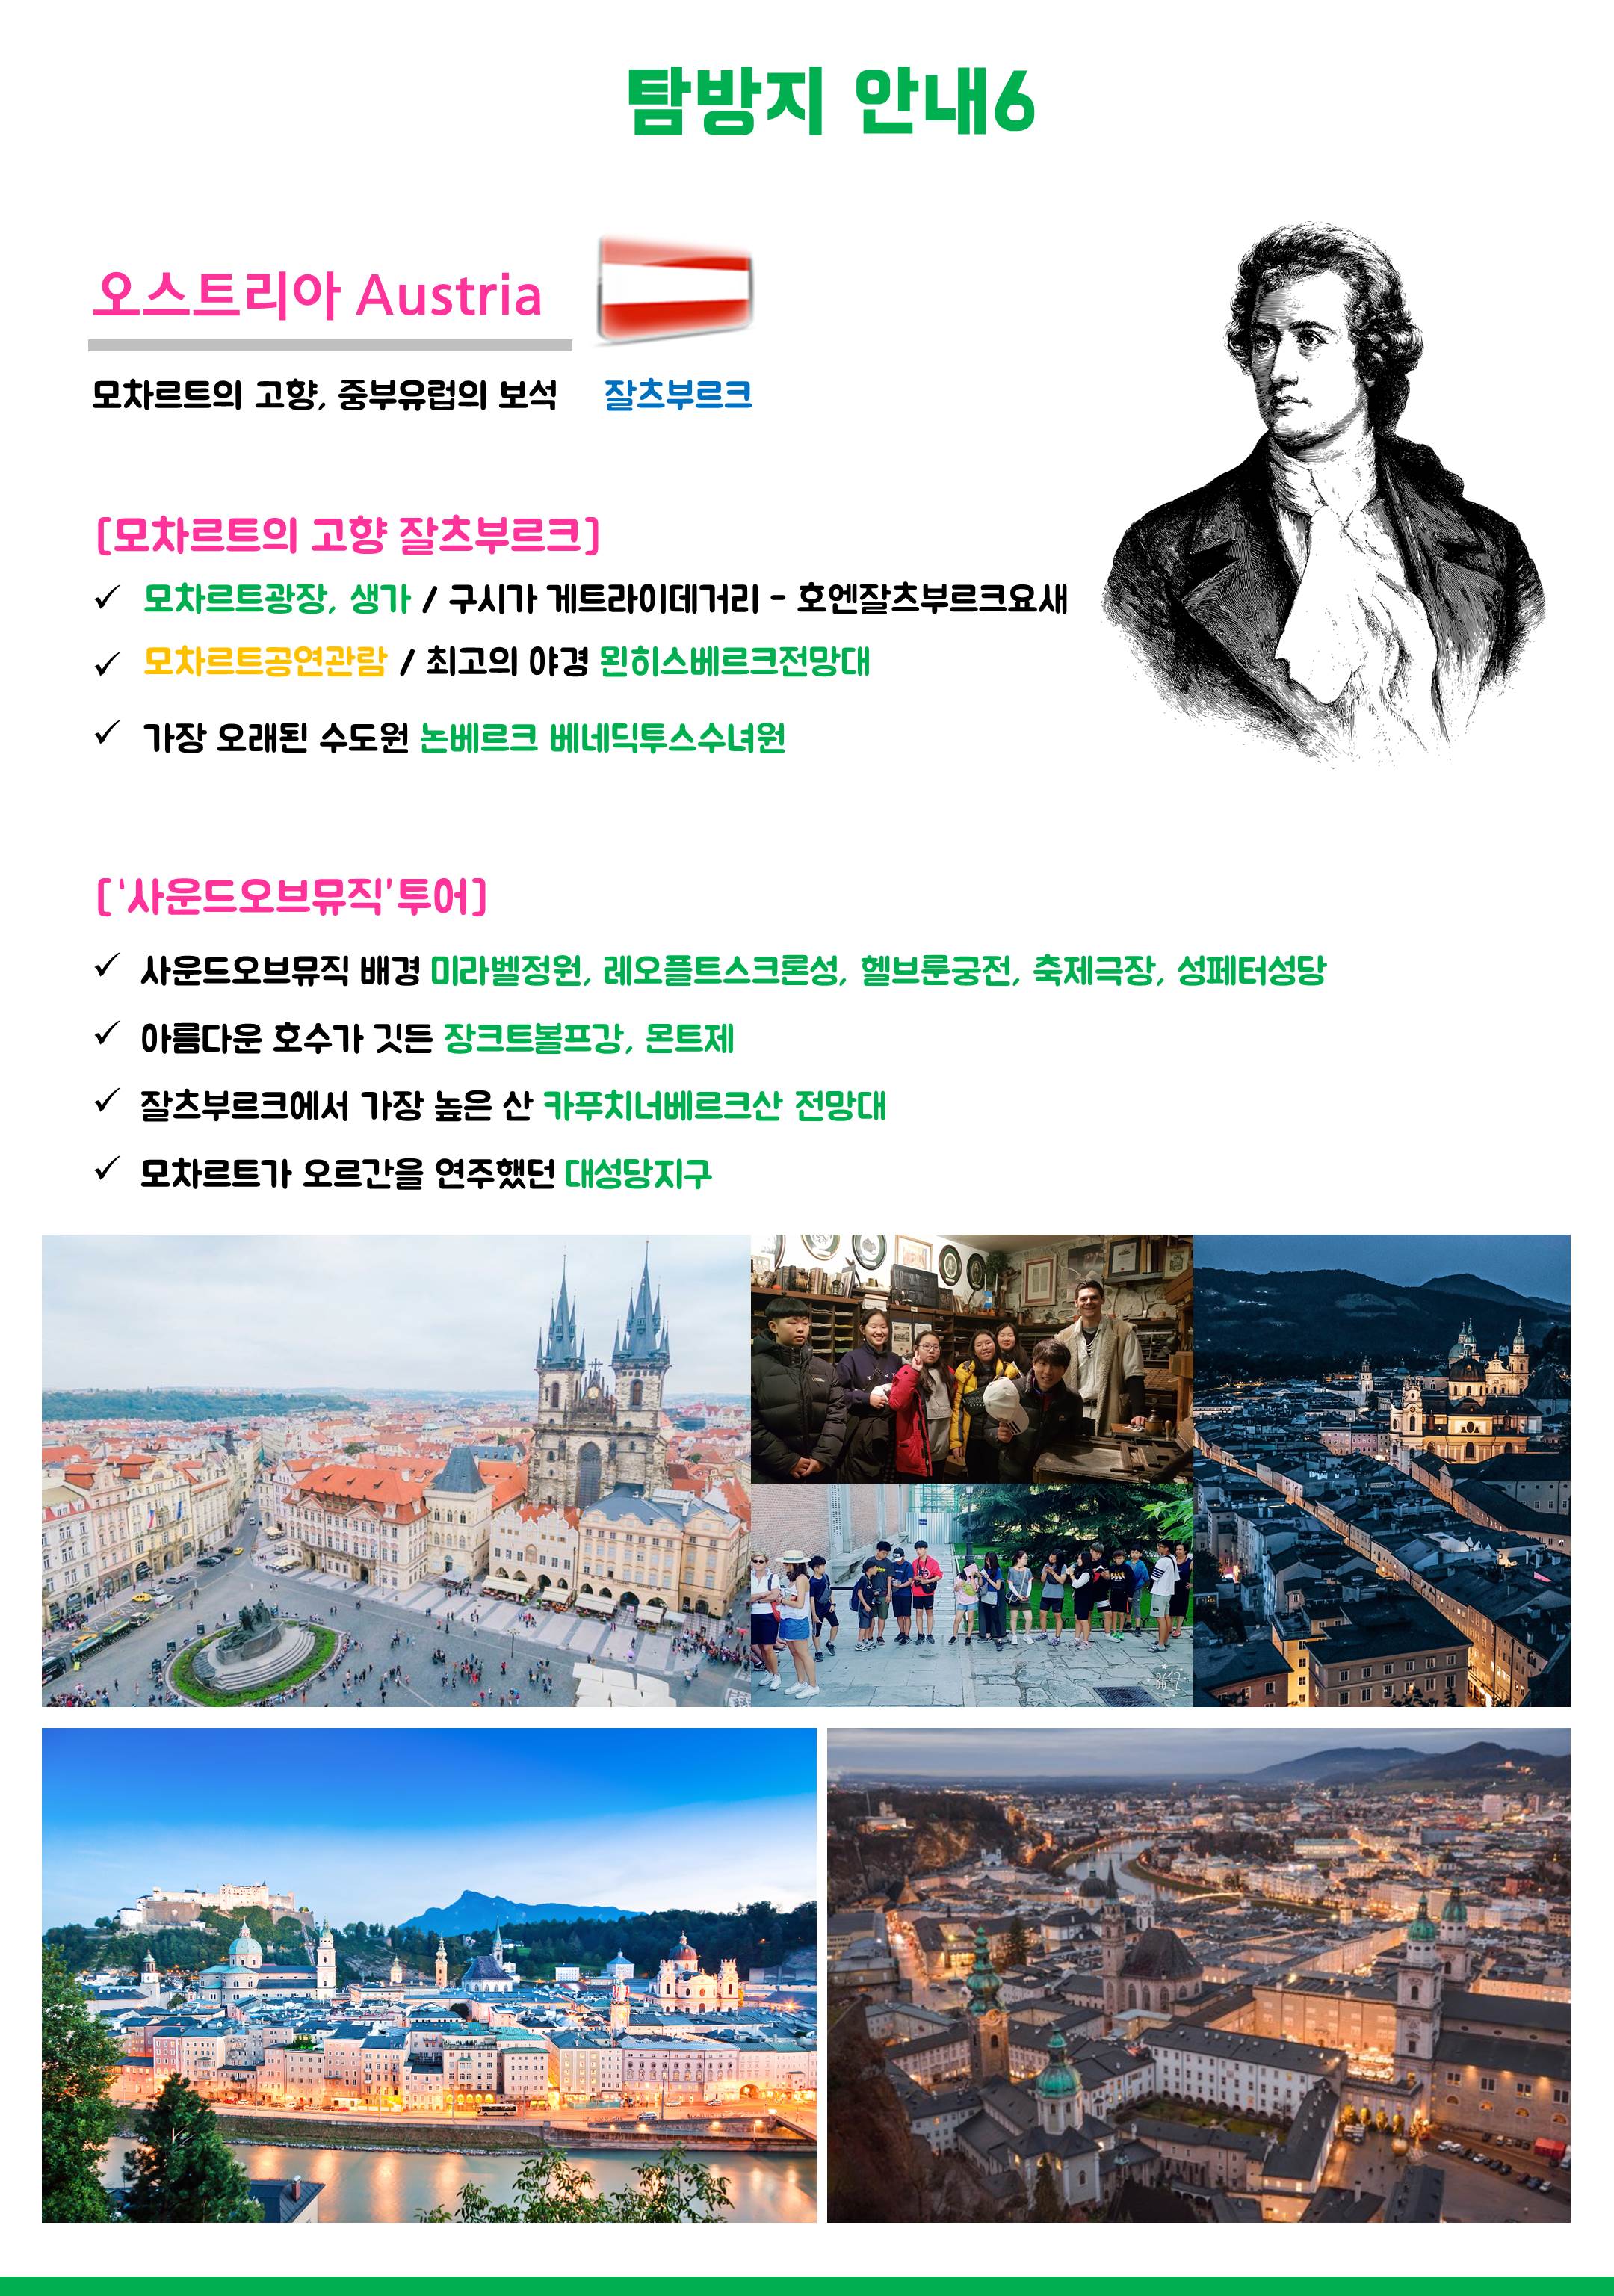 탐방지 안내6
오스트리아 Austria
모차르트의 고향, 중부유럽의 보석 잘츠부르크
[모차르트의 고향 잘츠부르크]
✓ 모차르트광장, 생가 / 구시가 게트라이데거리 - 호엔잘츠부르크요새
✓ 모차르트공연관람 / 최고의 야경 묀히스베르크전망대
✓ 가장 오래된 수도원 논베르크 베네딕투스수녀원
[‘사운드오브뮤직’투어]
✓ 사운드오브뮤직 배경 미라벨정원, 레오플트스크론성, 헬브룬궁전, 축제극장, 성페터성당
✓ 아름다운 호수가 깃든 장크트볼프강, 몬트제
✓ 잘츠부르크에서 가장 높은 산 카푸치너베르크산 전망대
✓ 모차르트가 오르간을 연주했던 대성당지구
B612